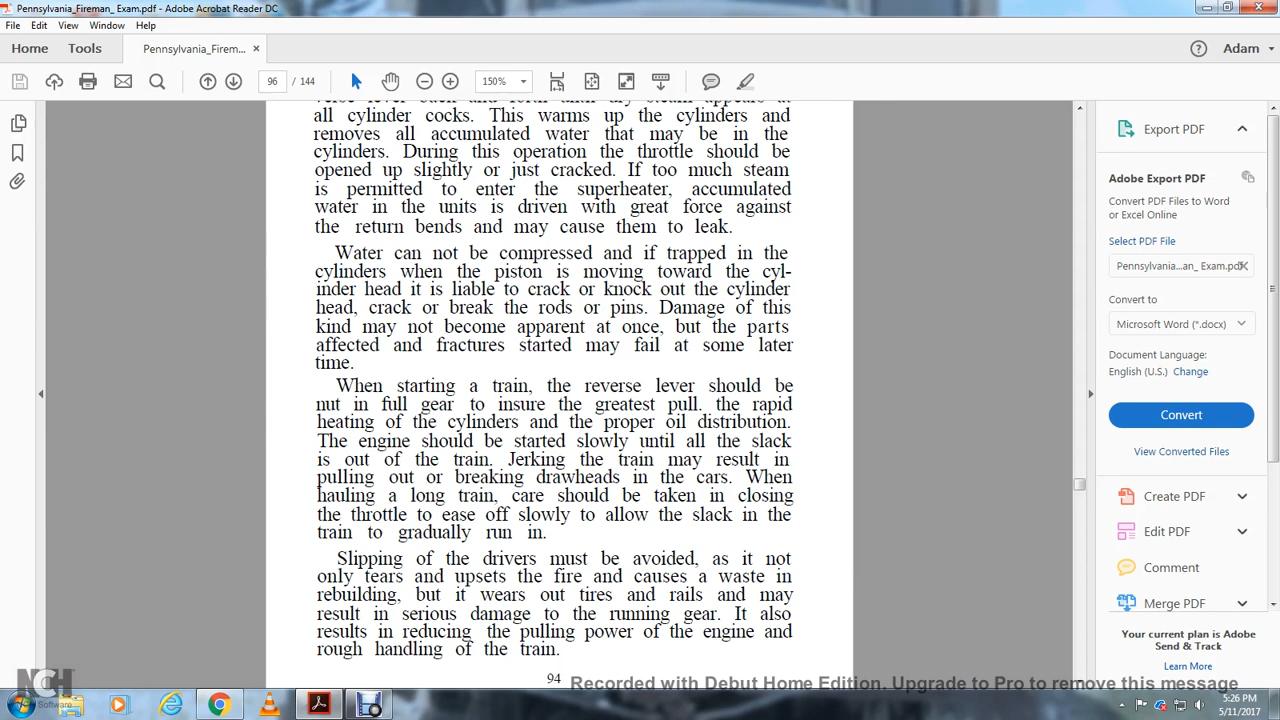 Pennsylvania_Fireman_ Exam.pdf - Adobe Acrobat Reader DC
File Edit View Window Help
Home Tools Pennsylvania_Firem... × Adam
96 / 144 150%
all cylinder cocks. This warms up the cylinders and
removes all accumulated water that may be in the
cylinders. During this operation the throttle should be
opened up slightly or just cracked. If too much steam
is permitted to enter the superheater, accumulated
water in the units is driven with great force against
the return bends and may cause them to leak.
Water can not be compressed and if trapped in the
cylinders when the piston is moving toward the cyl-
inder head it is liable to crack or knock out the cylinder
head, crack or break the rods or pins. Damage of this
kind may not become apparent at once, but the parts
affected and fractures started may fail at some later
time.
When starting a train, the reverse lever should be
nut in full gear to insure the greatest pull. the rapid
heating of the cylinders and the proper oil distribution.
The engine should be started slowly until all the slack
is out of the train. Jerking the train may result in
pulling out or breaking drawheads in the cars. When
hauling a long train, care should be taken in closing
the throttle to ease off slowly to allow the slack in the
train to gradually run in.
Slipping of the drivers must be avoided, as it not
only tears and upsets the fire and causes a waste in
rebuilding, but it wears out tires and rails and may
result in serious damage to the running gear. It also
results in reducing the pulling power of the engine and
rough handling of the train.
94
Export PDF
Adobe Export PDF
Convert PDF Files to Word
or Excel Online
Select PDF File
Pennsylvania...an_ Exam.pdf
Convert to
Microsoft Word (*.docx)
Document Language:
English (U.S.) Change
Convert
View Converted Files
Create PDF
Edit PDF
Comment
Merge PDF
Your current plan is Adobe
Send & Track
Learn More
NCH
Software
Recorded with Debut Home Edition. Upgrade to Pro to remove this message
5:26 PM
5/11/2017